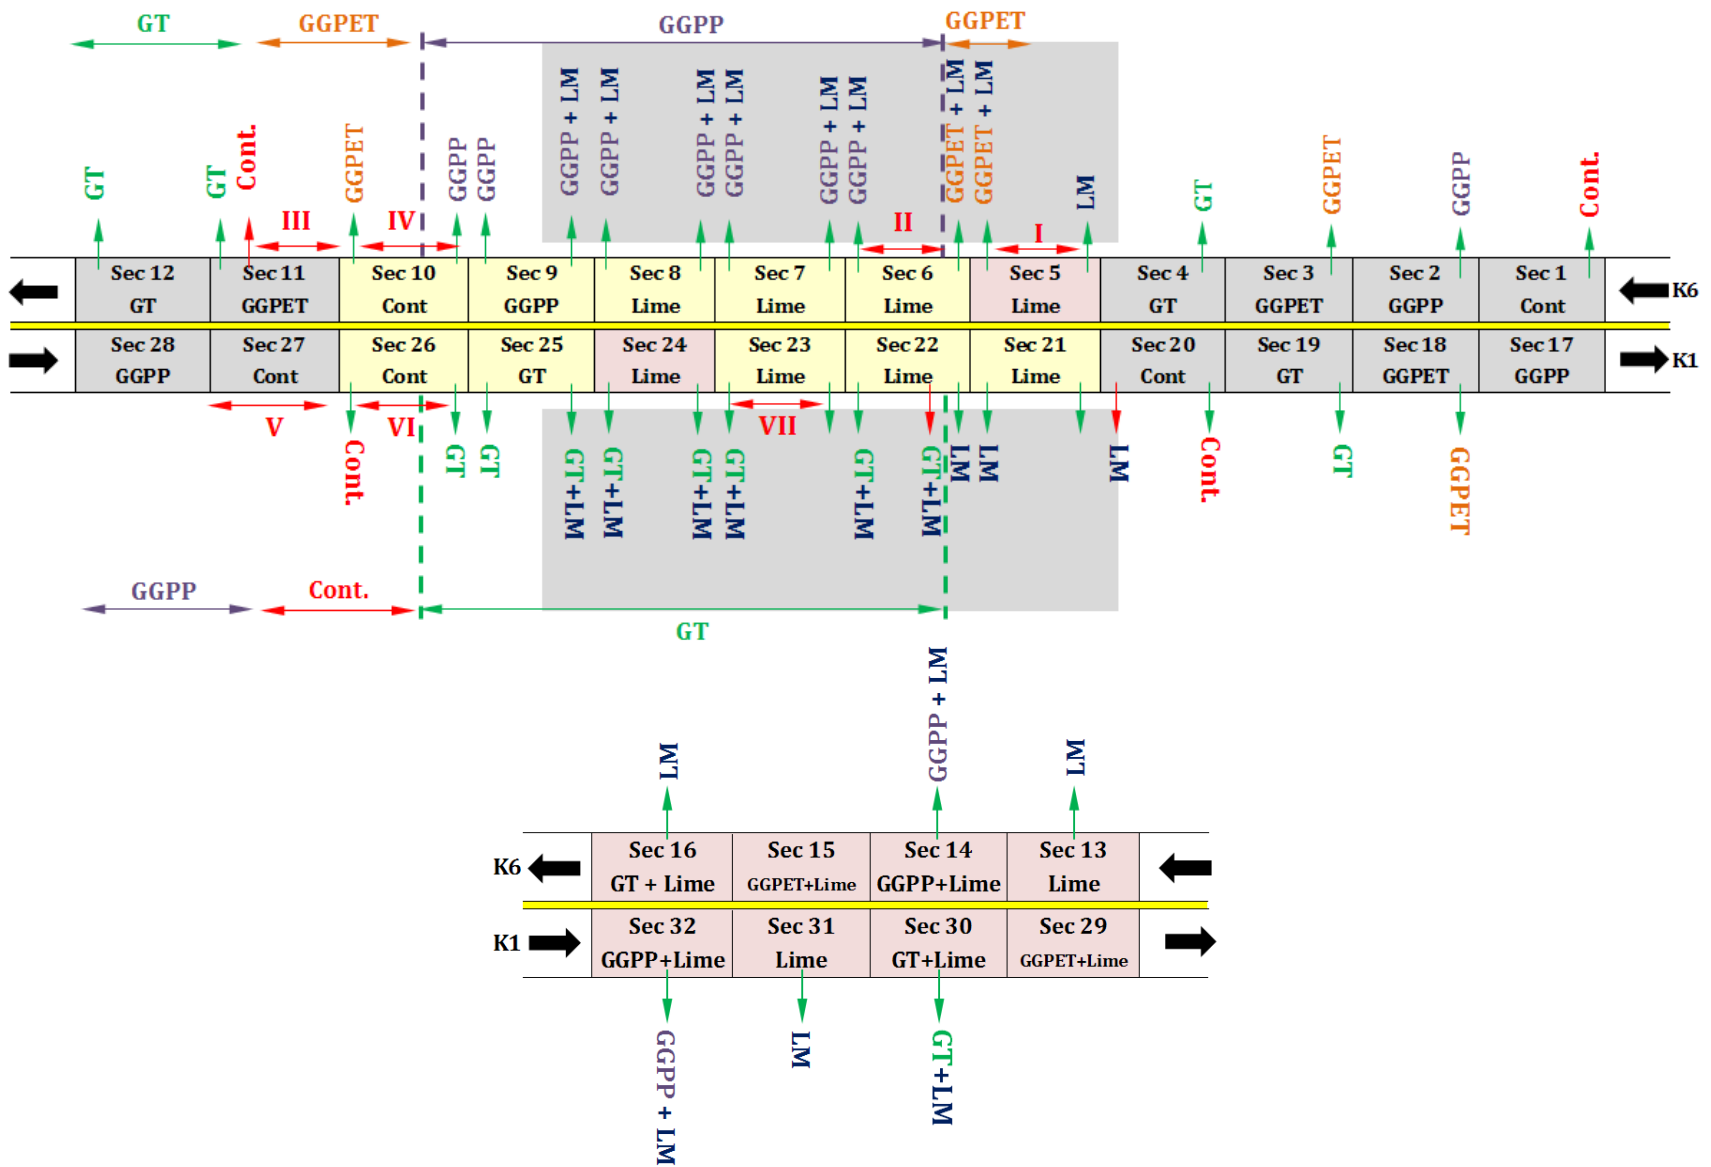 GT
GGPET
GGPP
GGPET
GT
GT
Cont.
GGPET
GGPP
GGPP
GGPP + LM
GGPP + LM
GGPP + LM
GGPP + LM
GGPP + LM
GGPP + LM
GGPET + LM
GGPET + LM
LM
GT
GGPET
GGPP
Cont.
III
IV
II
I
Sec 12 Sec 11 Sec 10 Sec 9 Sec 8 Sec 7 Sec 6 Sec 5 Sec 4 Sec 3 Sec 2 Sec 1
K6
GT GGPET Cont GGPP Lime Lime Lime Lime GT GGPET GGPP Cont
Sec 28 Sec 27 Sec 26 Sec 25 Sec 24 Sec 23 Sec 22 Sec 21 Sec 20 Sec 19 Sec 18 Sec 17
K1
GGPP Cont Cont GT Lime Lime Lime Lime Cont GT GGPET GGPP
V
VI
VII
Cont.
GT
GT
GT+LM
GT+LM
GT+LM
GT+LM
GT+LM
GT+LM
LM
LM
LM
Cont.
GT
GGPET
GGPP
Cont.
GT
LM
GGPP + LM
LM
K6
Sec 16 Sec 15 Sec 14 Sec 13
GT + Lime GGPET+Lime GGPP+Lime Lime
K1
Sec 32 Sec 31 Sec 30 Sec 29
GGPP+Lime Lime GT+Lime GGPET+Lime
GGPP + LM
LM
GT+LM